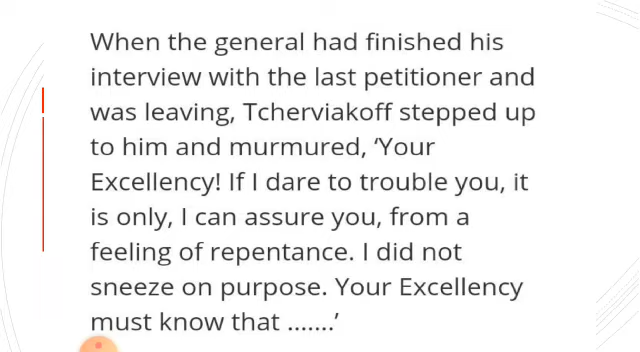 When the general had finished his
interview with the last petitioner and
was leaving, Tcherviakoff stepped up
to him and murmured, ‘Your
Excellency! If I dare to trouble you, it
is only, I can assure you, from a
feeling of repentance. I did not
sneeze on purpose. Your Excellency
must know that .......’